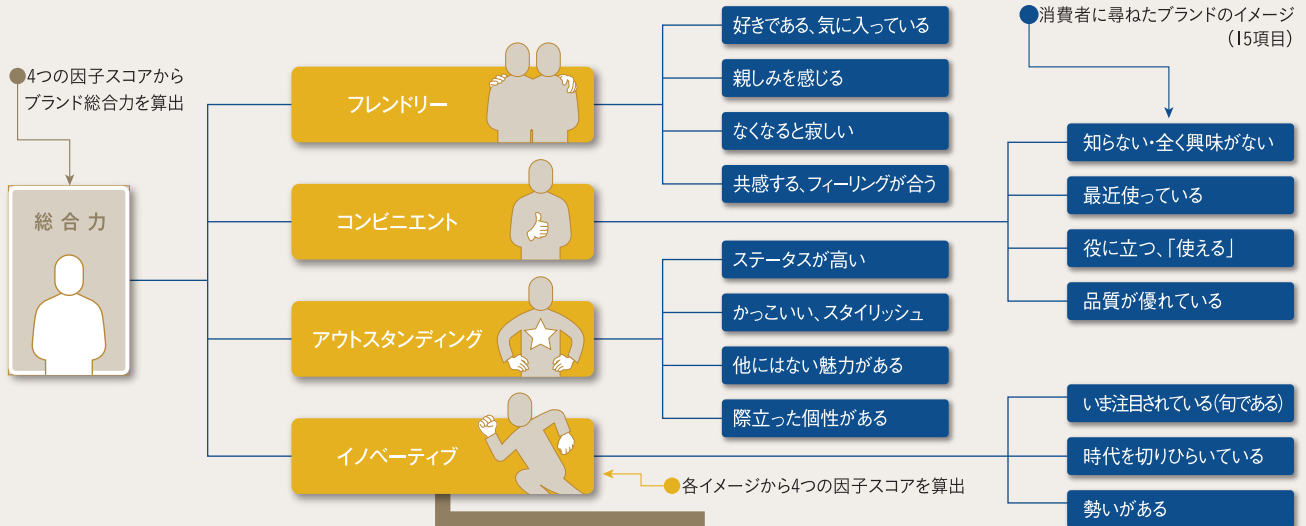 ●4つの因子スコアから
ブランド総合力を算出
総合力
フレンドリー
コンビニエント
アウトスタンディング
イノベーティブ
好きである、気に入っている
親しみを感じる
なくなると寂しい
共感する、フィーリングが合う
ステータスが高い
かっこいい、スタイリッシュ
他にはない魅力がある
際立った個性がある
●各イメージから4つの因子スコアを算出
●消費者に尋ねたブランドのイメージ
(15項目)
知らない・全く興味がない
最近使っている
役に立つ、「使える」
品質が優れている
いま注目されている(旬である)
時代を切りひらいている
勢いがある